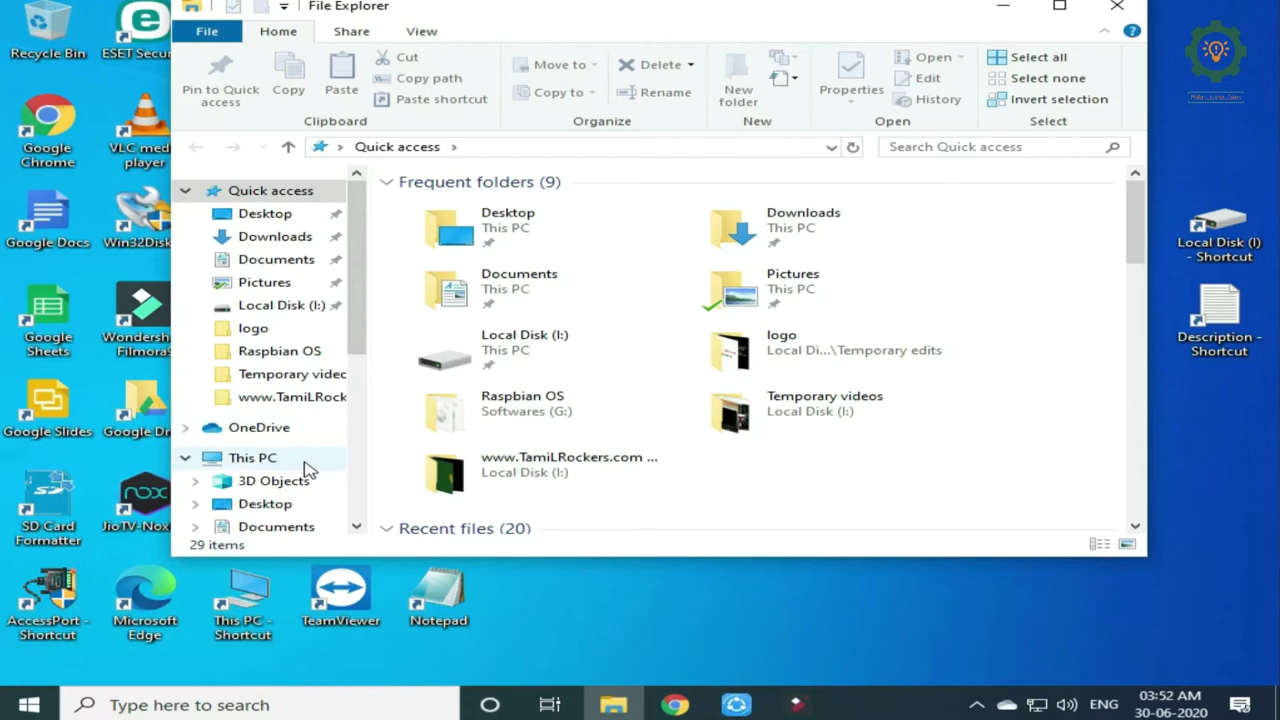 File Explorer
File
Home
Share
View
Pin to Quick access
Copy
Paste
Cut
Copy path
Paste shortcut
Clipboard
Move to
Copy to
Delete
Rename
Organize
New folder
New
Properties
Open
Edit
History
Open
Select all
Select none
Invert selection
Select
Quick access
Search Quick access
Quick access
Desktop
Downloads
Documents
Pictures
Local Disk (I:)
logo
Raspbian OS
Temporary videc
www.TamiLRock
OneDrive
This PC
3D Objects
Desktop
Documents
29 items
Frequent folders (9)
Desktop
This PC
Downloads
This PC
Documents
This PC
Pictures
This PC
Local Disk (I:)
This PC
logo
Local Di...\Temporary edits
Raspbian OS
Softwares (G:)
Temporary videos
Local Disk (I:)
www.TamiLRockers.com ...
Local Disk (I:)
Recent files (20)
Recycle Bin
ESET Secur
Google Chrome
VLC med
player
Google Docs
Win32Disk
Google Sheets
Wondersh
Filmora
Google Slides
Google Dr
SD Card Formatter
JioTV-Nox
AccessPort - Shortcut
Microsoft Edge
This PC - Shortcut
TeamViewer
Notepad
Local Disk (I) - Shortcut
Description - Shortcut
Type here to search
ENG
03:52 AM
30-06-2020